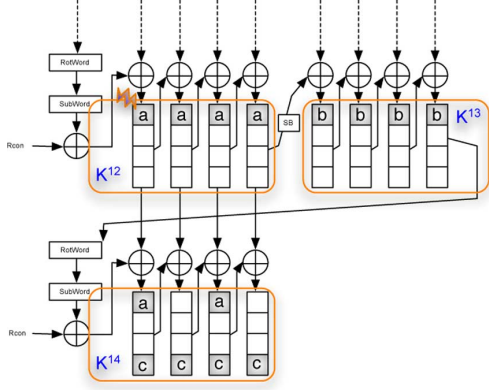 RotWord
SubWord
Rcon
a a a a
SB
b b b b
K12
K13
RotWord
SubWord
Rcon
a a
c c c c
K14